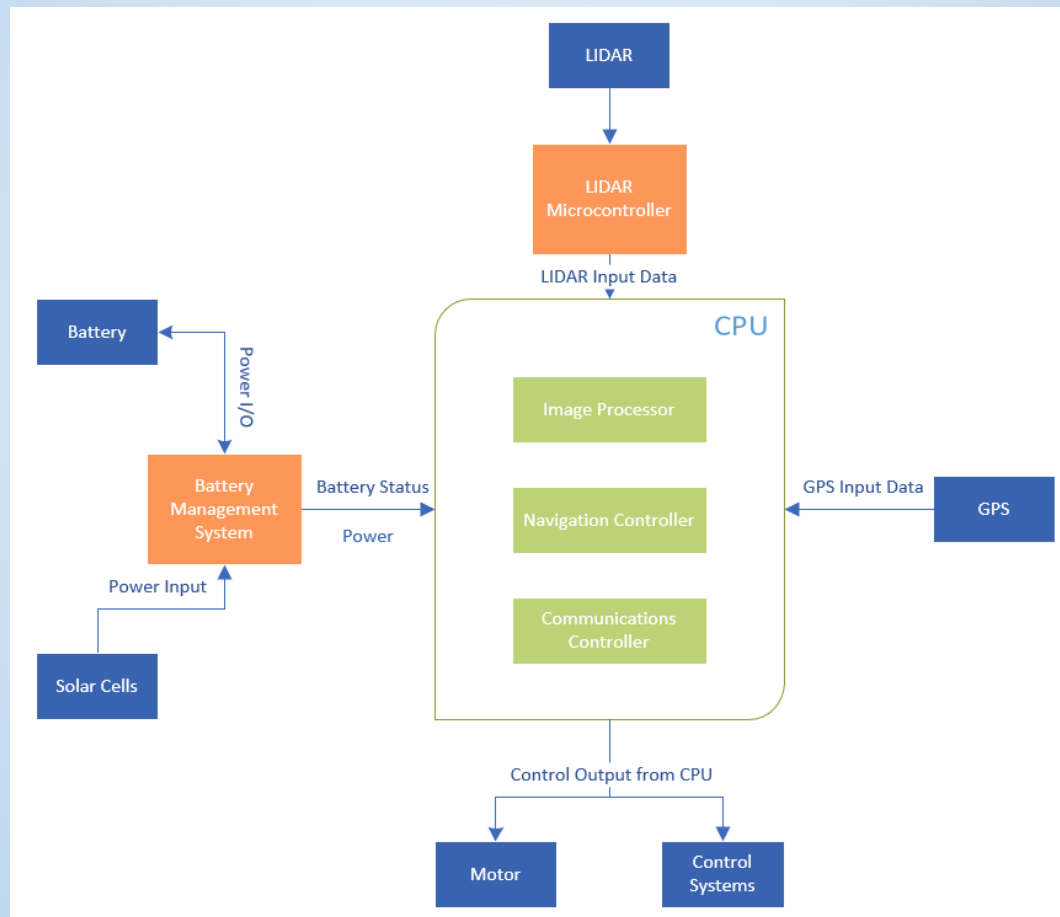 LIDAR
LIDAR
Microcontroller
LIDAR Input Data
Battery
CPU
Power I/O
Image Processor
Battery
Management
System
Battery Status
Power
Navigation Controller
GPS Input Data
GPS
Power Input
Communications
Controller
Solar Cells
Control Output from CPU
Motor
Control
Systems